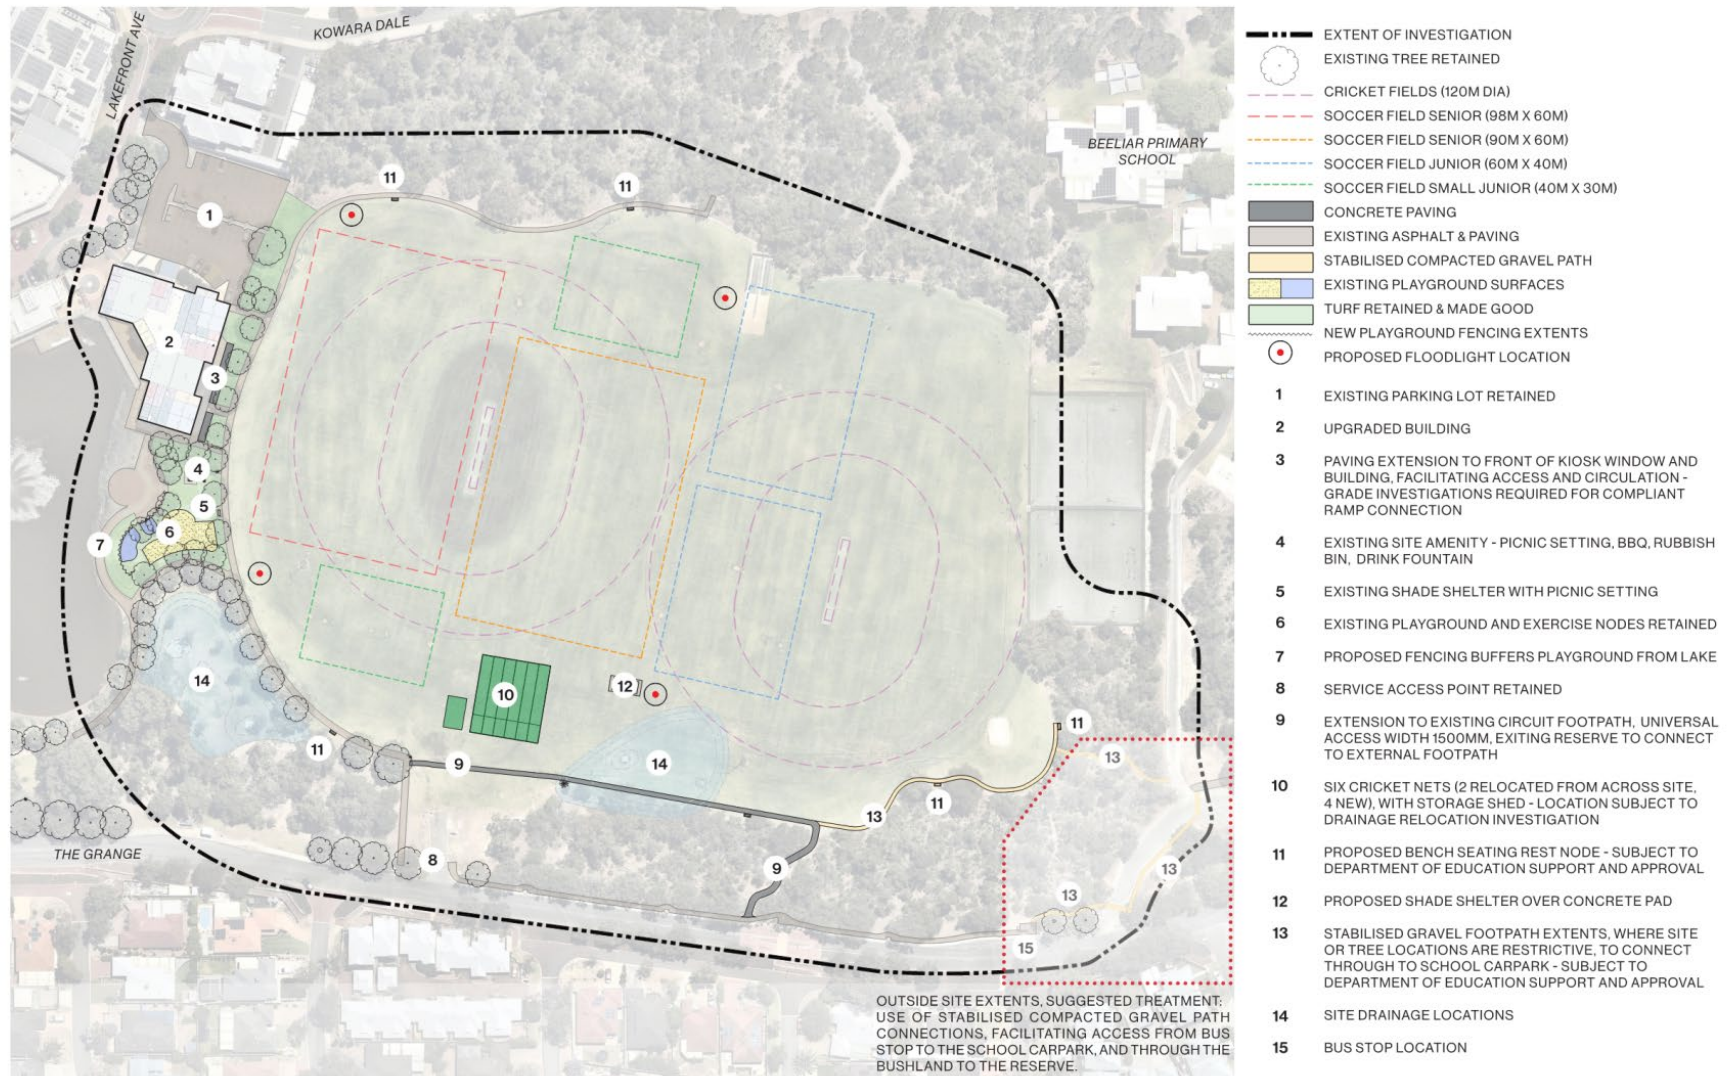 KOWARA DALE
LAKEFRONT AVE
BEELIAR PRIMARY
SCHOOL
11
11
1
2
3
4
5
6
7
14
10
12
11
9
14
11
13
11
13
8
9
13
13
15
THE GRANGE
OUTSIDE SITE EXTENTS, SUGGESTED TREATMENT:
USE OF STABILISED COMPACTED GRAVEL PATH
CONNECTIONS, FACILITATING ACCESS FROM BUS
STOP TO THE SCHOOL CARPARK, AND THROUGH THE
BUSHLAND TO THE RESERVE.
EXTENT OF INVESTIGATION
EXISTING TREE RETAINED
CRICKET FIELDS (120M DIA)
SOCCER FIELD SENIOR (98M X 60M)
SOCCER FIELD SENIOR (90M X 60M)
SOCCER FIELD JUNIOR (60M X 40M)
SOCCER FIELD SMALL JUNIOR (40M X 30M)
CONCRETE PAVING
EXISTING ASPHALT & PAVING
STABILISED COMPACTED GRAVEL PATH
EXISTING PLAYGROUND SURFACES
TURF RETAINED & MADE GOOD
NEW PLAYGROUND FENCING EXTENTS
PROPOSED FLOODLIGHT LOCATION
1 EXISTING PARKING LOT RETAINED
2 UPGRADED BUILDING
3 PAVING EXTENSION TO FRONT OF KIOSK WINDOW AND
BUILDING, FACILITATING ACCESS AND CIRCULATION -
GRADE INVESTIGATIONS REQUIRED FOR COMPLIANT
RAMP CONNECTION
4 EXISTING SITE AMENITY - PICNIC SETTING, BBQ, RUBBISH
BIN, DRINK FOUNTAIN
5 EXISTING SHADE SHELTER WITH PICNIC SETTING
6 EXISTING PLAYGROUND AND EXERCISE NODES RETAINED
7 PROPOSED FENCING BUFFERS PLAYGROUND FROM LAKE
8 SERVICE ACCESS POINT RETAINED
9 EXTENSION TO EXISTING CIRCUIT FOOTPATH, UNIVERSAL
ACCESS WIDTH 1500MM, EXITING RESERVE TO CONNECT
TO EXTERNAL FOOTPATH
10 SIX CRICKET NETS (2 RELOCATED FROM ACROSS SITE,
4 NEW), WITH STORAGE SHED - LOCATION SUBJECT TO
DRAINAGE RELOCATION INVESTIGATION
11 PROPOSED BENCH SEATING REST NODE - SUBJECT TO
DEPARTMENT OF EDUCATION SUPPORT AND APPROVAL
12 PROPOSED SHADE SHELTER OVER CONCRETE PAD
13 STABILISED GRAVEL FOOTPATH EXTENTS, WHERE SITE
OR TREE LOCATIONS ARE RESTRICTIVE, TO CONNECT
THROUGH TO SCHOOL CARPARK - SUBJECT TO
DEPARTMENT OF EDUCATION SUPPORT AND APPROVAL
14 SITE DRAINAGE LOCATIONS
15 BUS STOP LOCATION